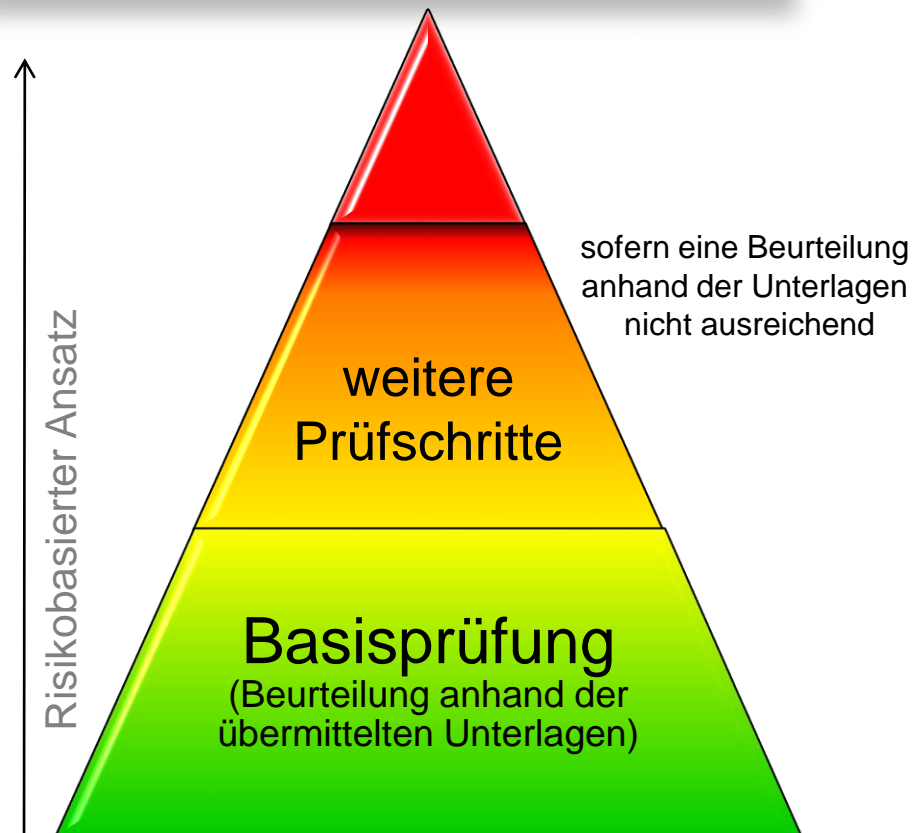 sofern eine Beurteilung
anhand der Unterlagen
nicht ausreichend
weitere
Prüfschritte
Risikobasierter Ansatz
Basisprüfung
(Beurteilung anhand der
übermittelten Unterlagen)